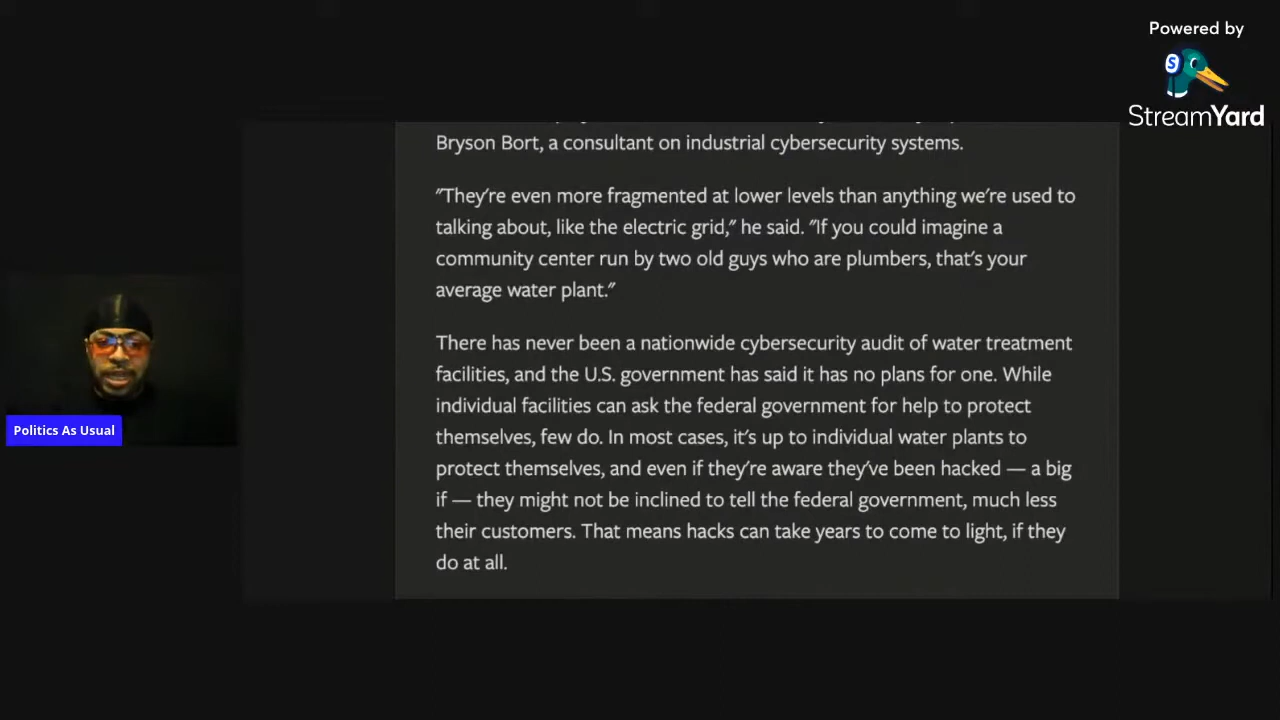 Powered by
S
StreamYard
Bryson Bort, a consultant on industrial cybersecurity systems.
"They're even more fragmented at lower levels than anything we're used to
talking about, like the electric grid," he said. "If you could imagine a
community center run by two old guys who are plumbers, that's your
average water plant."
There has never been a nationwide cybersecurity audit of water treatment
facilities, and the U.S. government has said it has no plans for one. While
individual facilities can ask the federal government for help to protect
themselves, few do. In most cases, it's up to individual water plants to
protect themselves, and even if they're aware they've been hacked — a big
if — they might not be inclined to tell the federal government, much less
their customers. That means hacks can take years to come to light, if they
do at all.
Politics As Usual